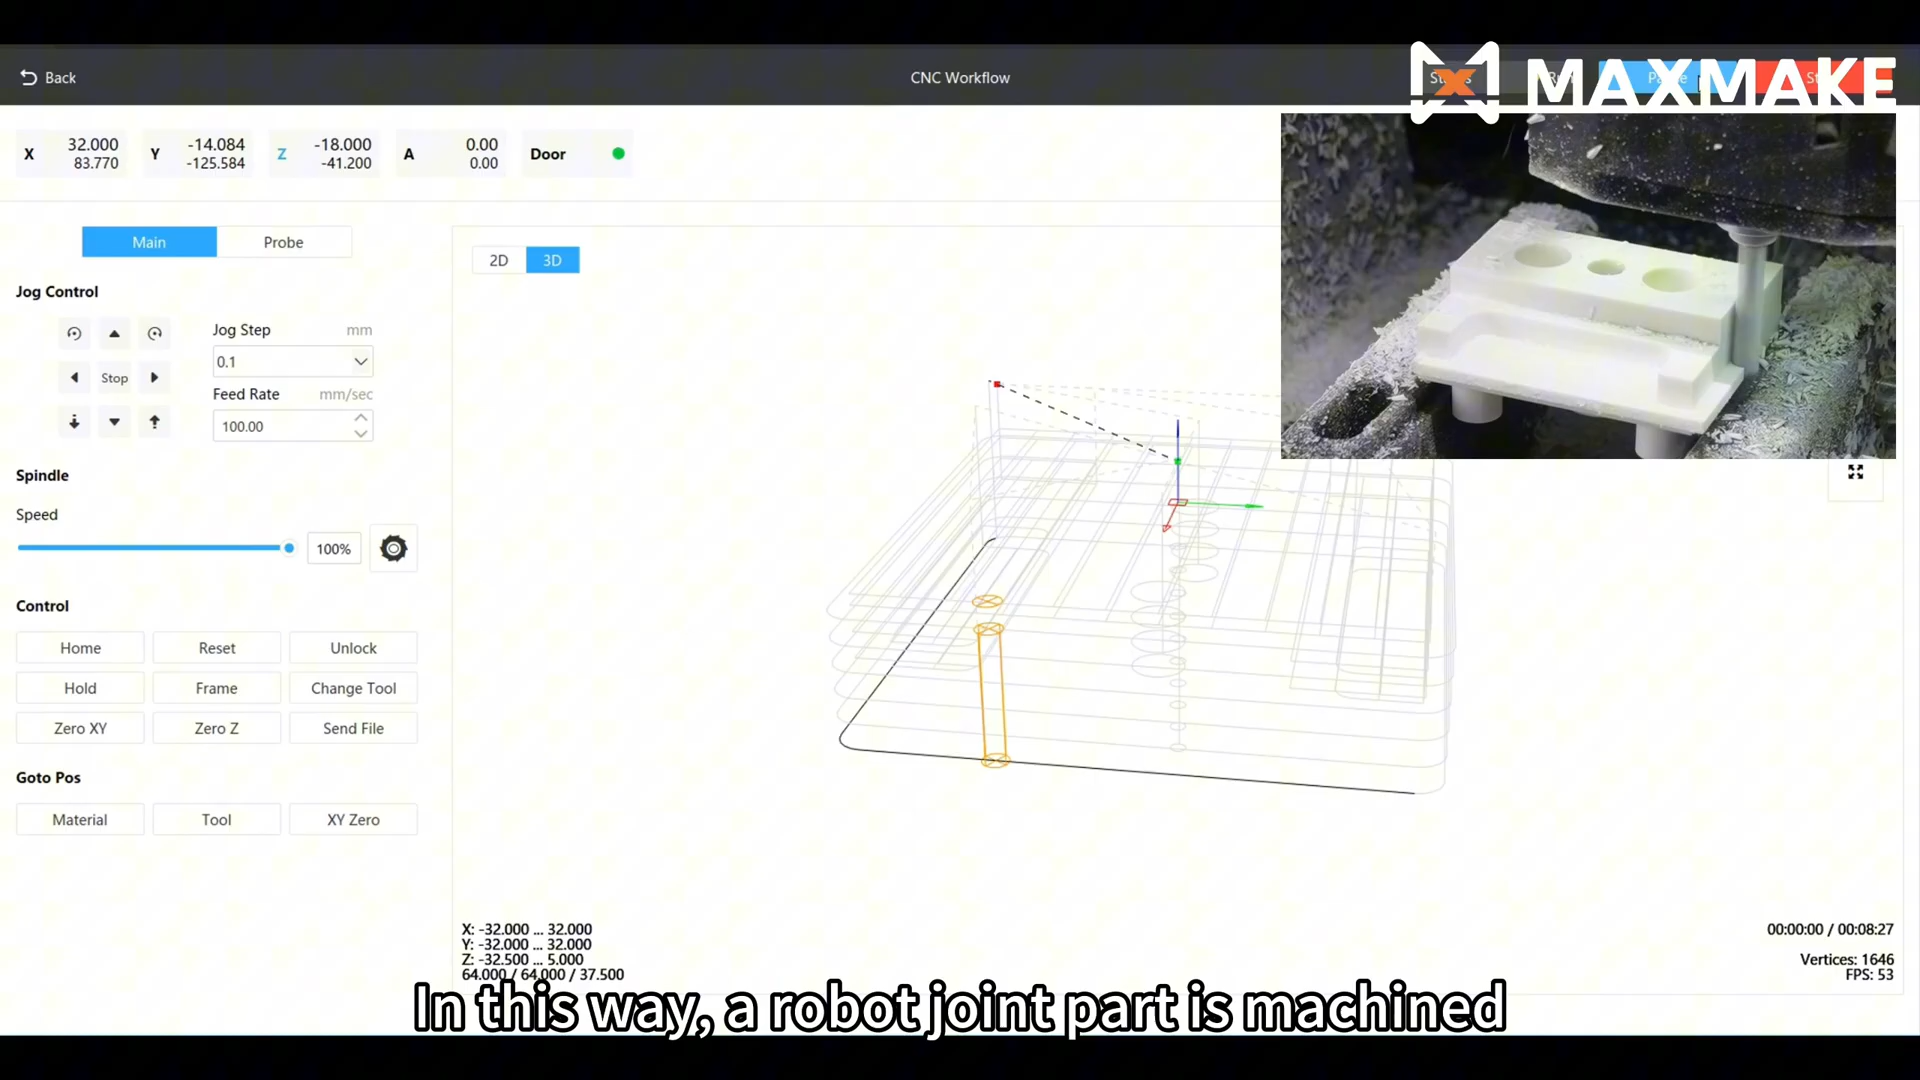 Back
CNC Workflow
MAXMAKE
X 32.000 83.770
Y -14.084 -125.584
Z -18.000 -41.200
A 0.00 0.00
Door
Main
Probe
2D
3D
Jog Control
Jog Step mm
0.1
Stop
Feed Rate mm/sec
100.00
Spindle
Speed
100%
Control
Home
Reset
Unlock
Hold
Frame
Change Tool
Zero XY
Zero Z
Send File
Goto Pos
Material
Tool
XY Zero
X: -32.000 ... 32.000
Y: -32.000 ... 32.000
Z: -32.500 ... 5.000
64.000 / 64.000 / 37.500
00:00:00 / 00:08:27
Vertices: 1646
FPS: 53
In this way, a robot joint part is machined